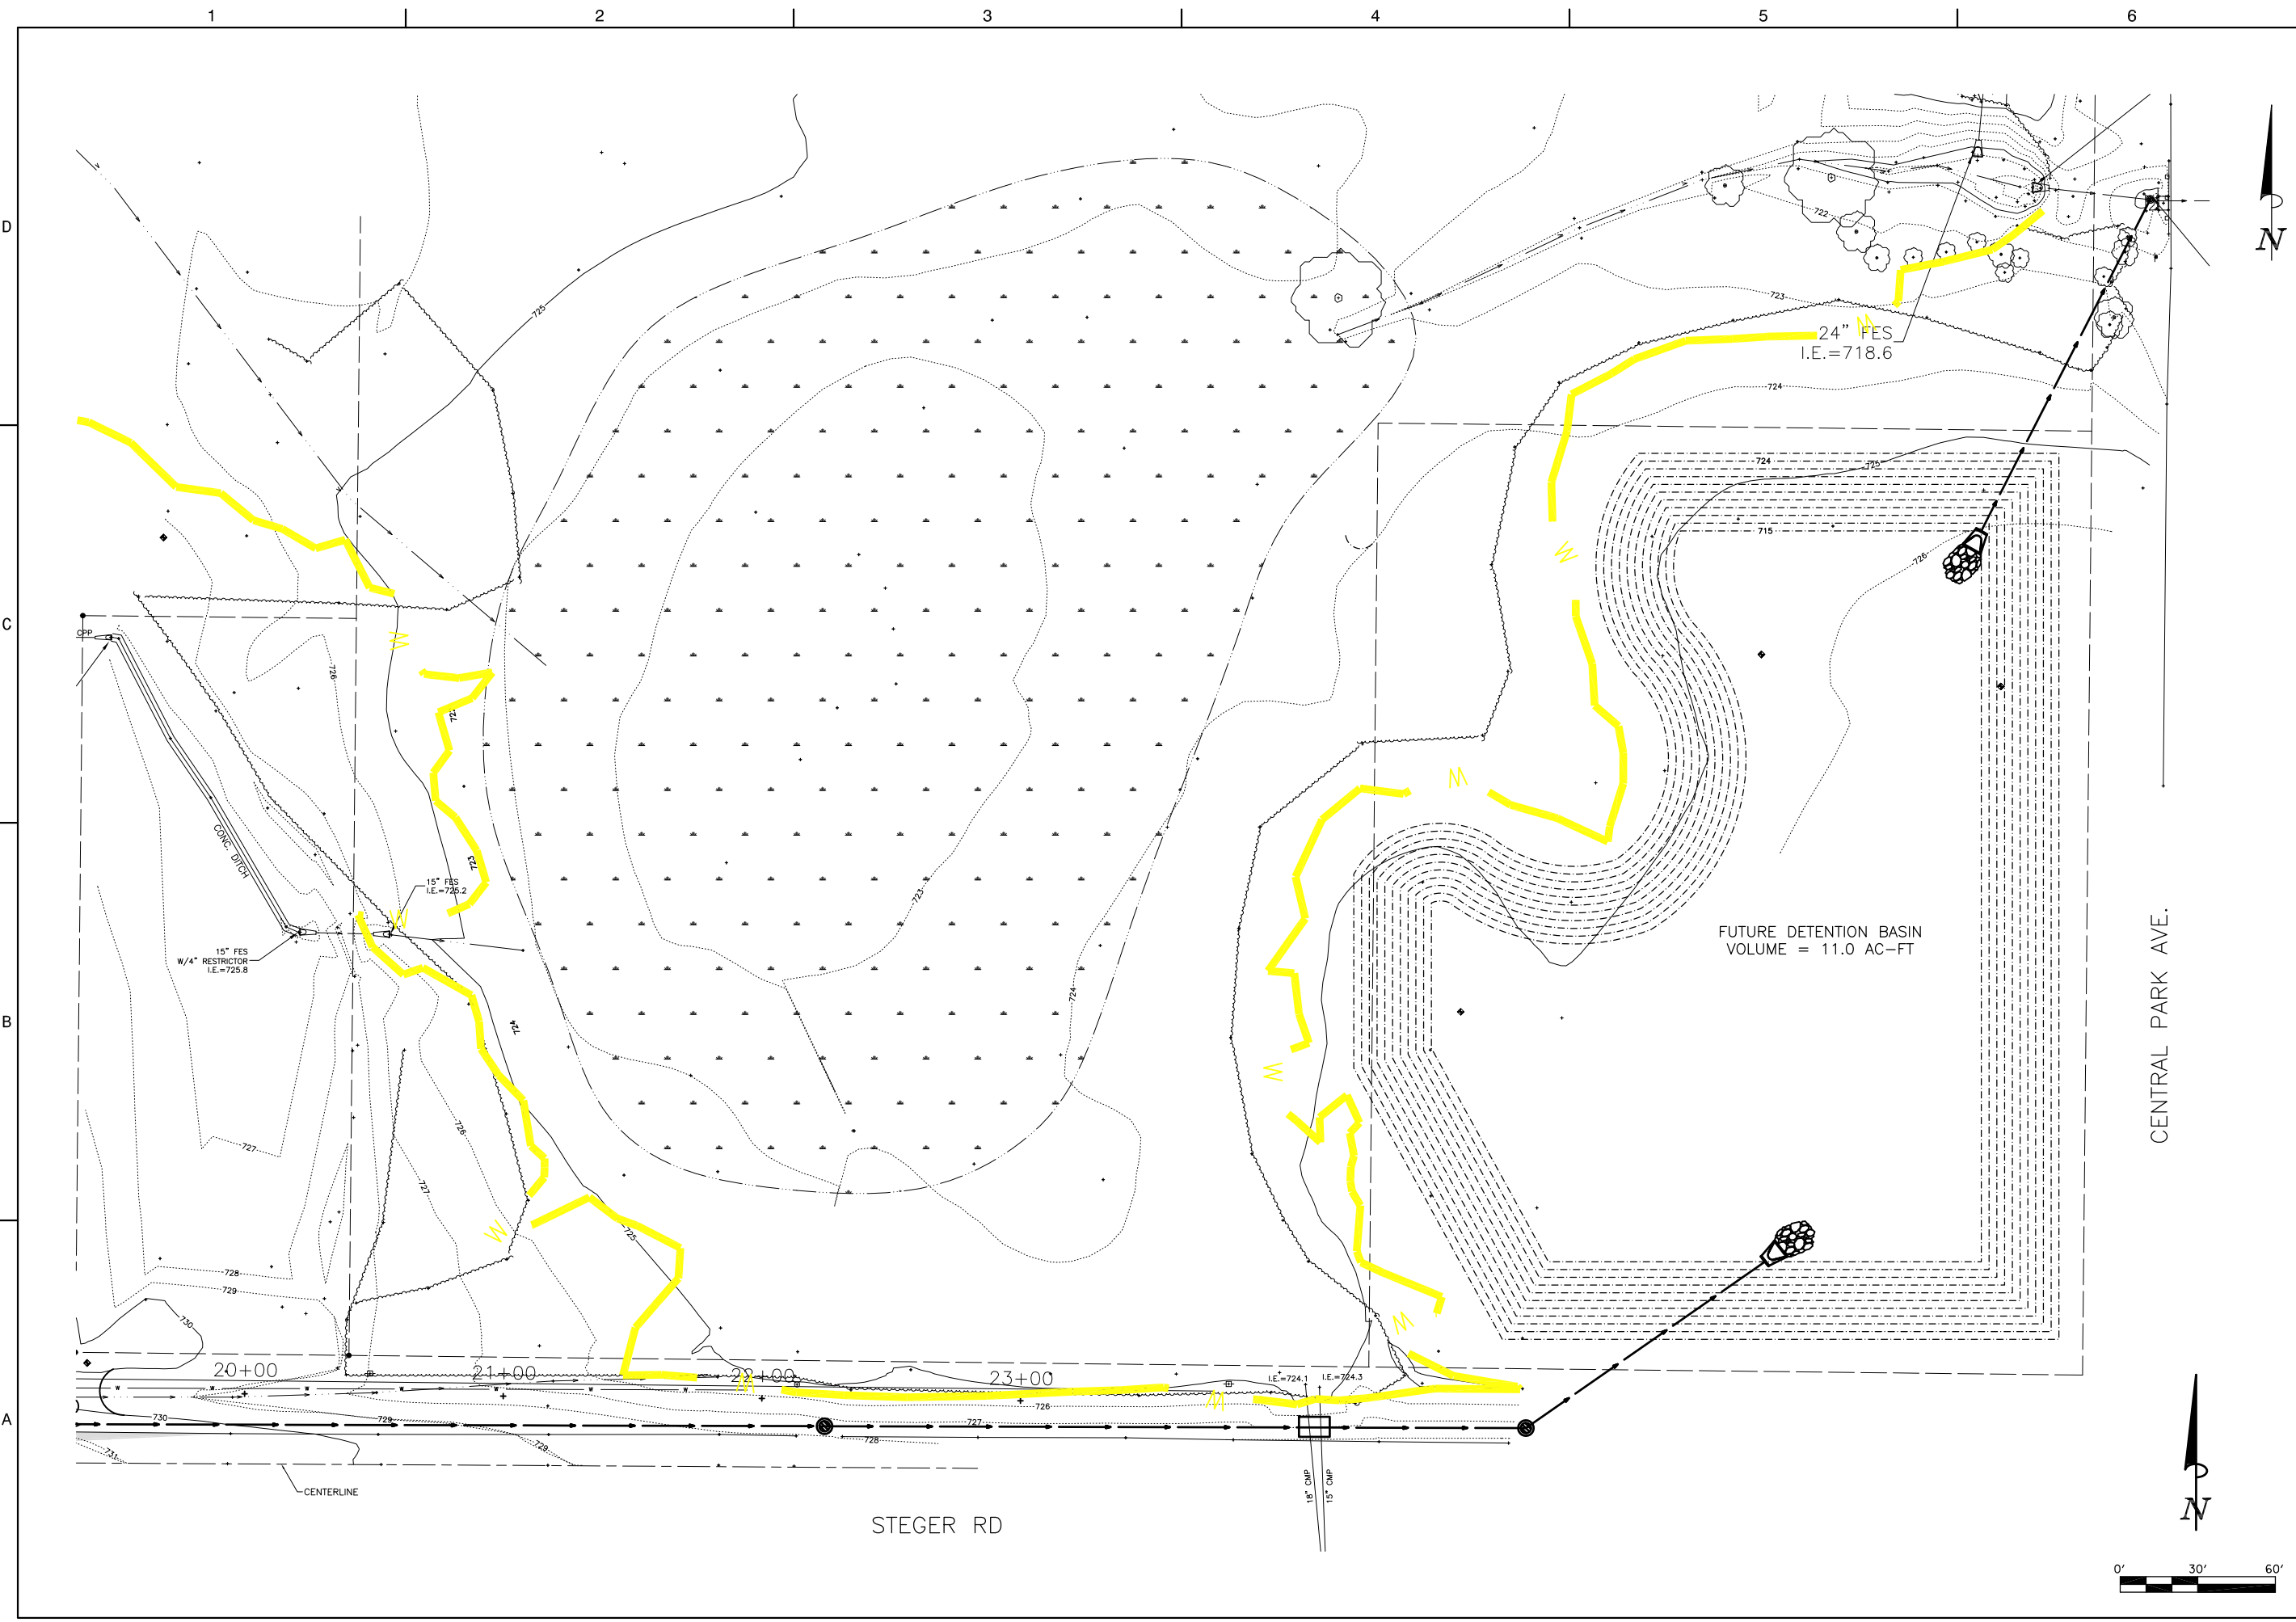 1 2 3 4 5 6
D
C
B
A
N
725
722
723
24" FES
I.E.=718.6
724
724
725
715
726
CPP
726
723
CONC. DITCH
15" FES
I.E.=725.2
15" FES
W/4" RESTRICTOR
I.E.=725.8
723
724
724
FUTURE DETENTION BASIN
VOLUME = 11.0 AC-FT
CENTRAL PARK AVE.
726
727
727
725
728
729
730
20+00 21+00 22+00 23+00
I.E.=724.1 I.E.=724.3
W W W W W W W W W W W
w w w w w w w
726
727
730
729
728
729
731
CENTERLINE
18" CMP
15" CMP
STEGER RD
N
0' 30' 60'